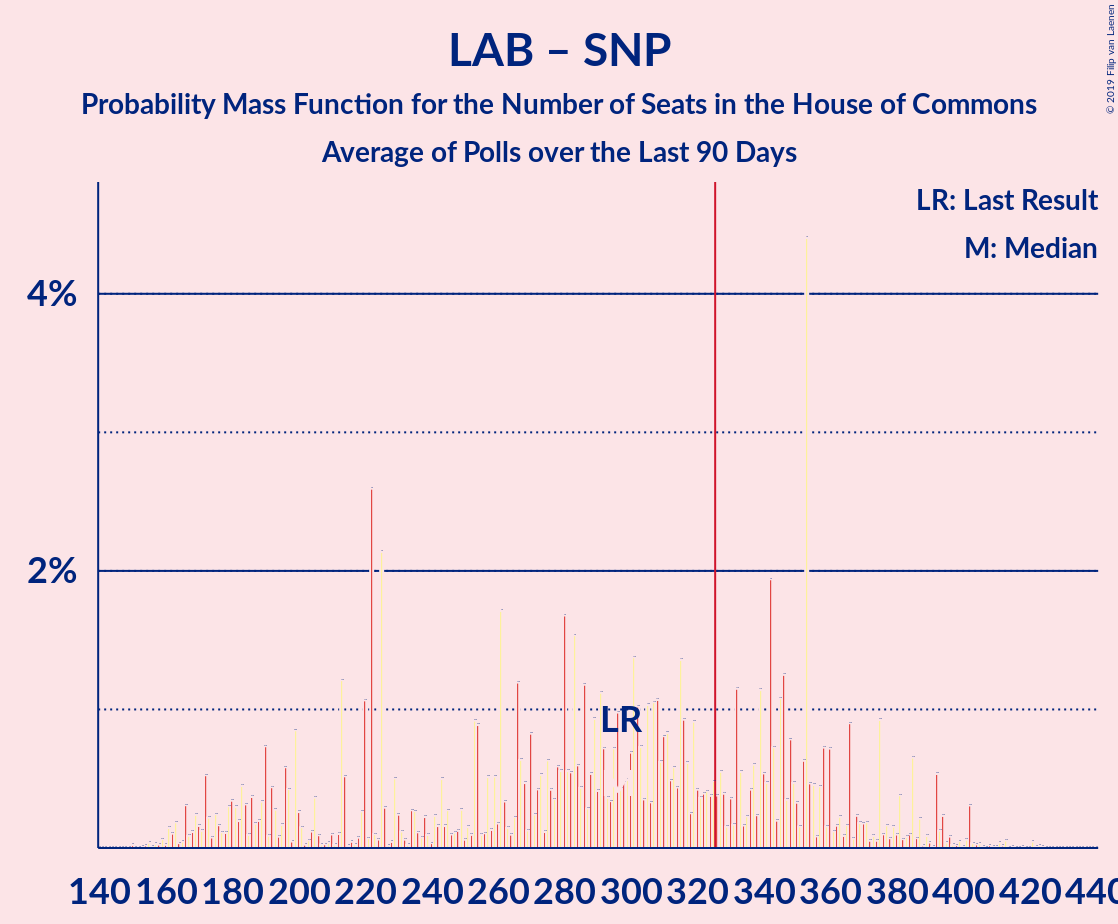 LAB – SNP
Probability Mass Function for the Number of Seats in the House of Commons
Average of Polls over the Last 90 Days
© 2019 Filip van Laenen
LR: Last Result
M: Median
4%
2%
LR
140 160 180 200 220 240 260 280 300 320 340 360 380 400 420 440